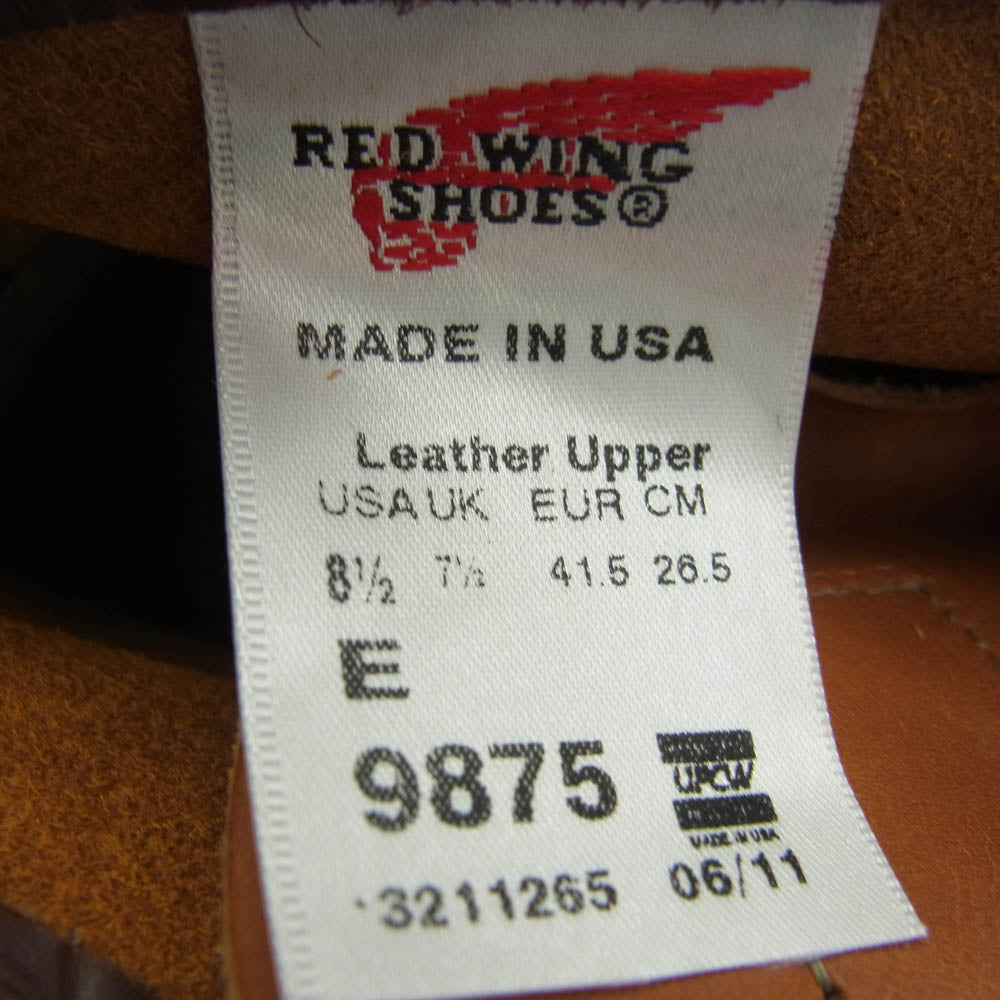 RED WING
SHOES®
MADE IN USA
Leather Upper
USA UK EUR CM
8½ 7½ 41.5 26.5
E
9875
UPCW
MADE IN USA
3211265 06/11